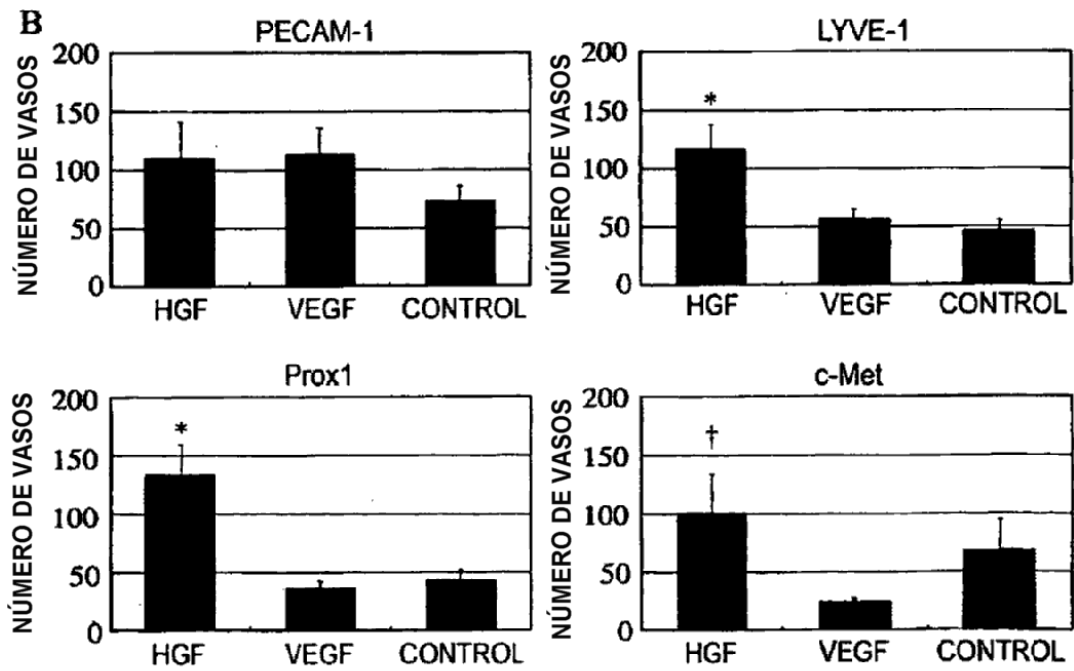 B
PECAM-1
NÚMERO DE VASOS
200
150
100
50
0
HGF VEGF CONTROL
LYVE-1
NÚMERO DE VASOS
200
150
100
50
0
*
HGF VEGF CONTROL
Prox1
NÚMERO DE VASOS
200
150
100
50
0
*
HGF VEGF CONTROL
c-Met
NÚMERO DE VASOS
200
150
100
50
0
†
HGF VEGF CONTROL